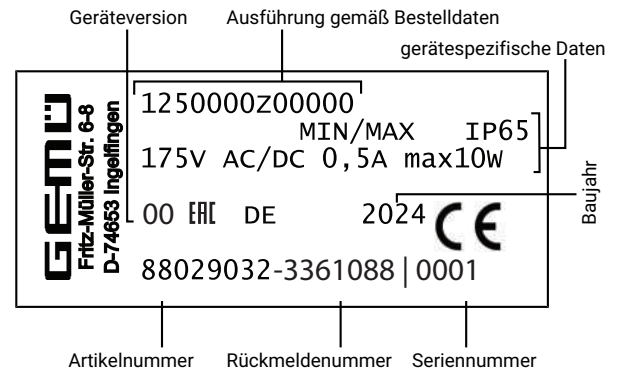 Geräteversion Ausführung gemäß Bestelldaten
gerätespezifische Daten
GEMÜ
Fritz-Müller-Str. 6-8
D-74653 Ingelfingen
1250000Z00000
MIN/MAX IP65
175V AC/DC 0,5A max10W
00 EAC DE 2024 CE
Baujahr
88029032-3361088 | 0001
Artikelnummer Rückmeldenummer Seriennummer